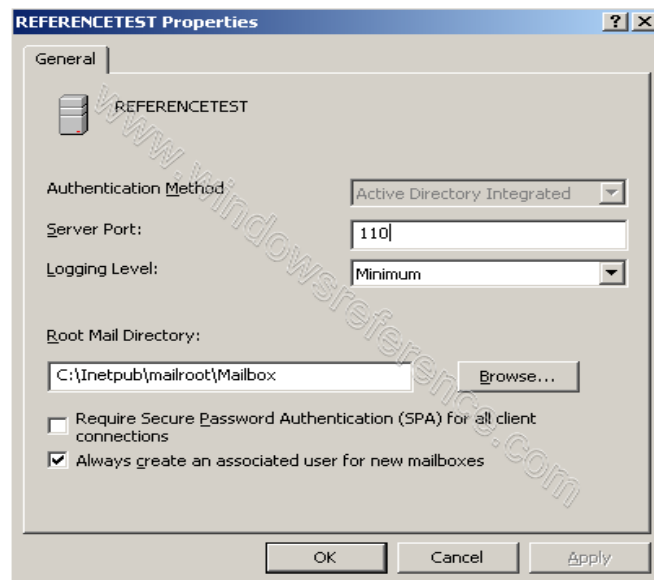 REFERENCETEST Properties
General
REFERENCETEST
Authentication Method
Active Directory Integrated
Server Port:
110
Logging Level:
Minimum
Root Mail Directory:
C:\Inetpub\mailroot\Mailbox
Browse...
Require Secure Password Authentication (SPA) for all client
connections
Always create an associated user for new mailboxes
OK
Cancel
Apply
www.windowsreference.com